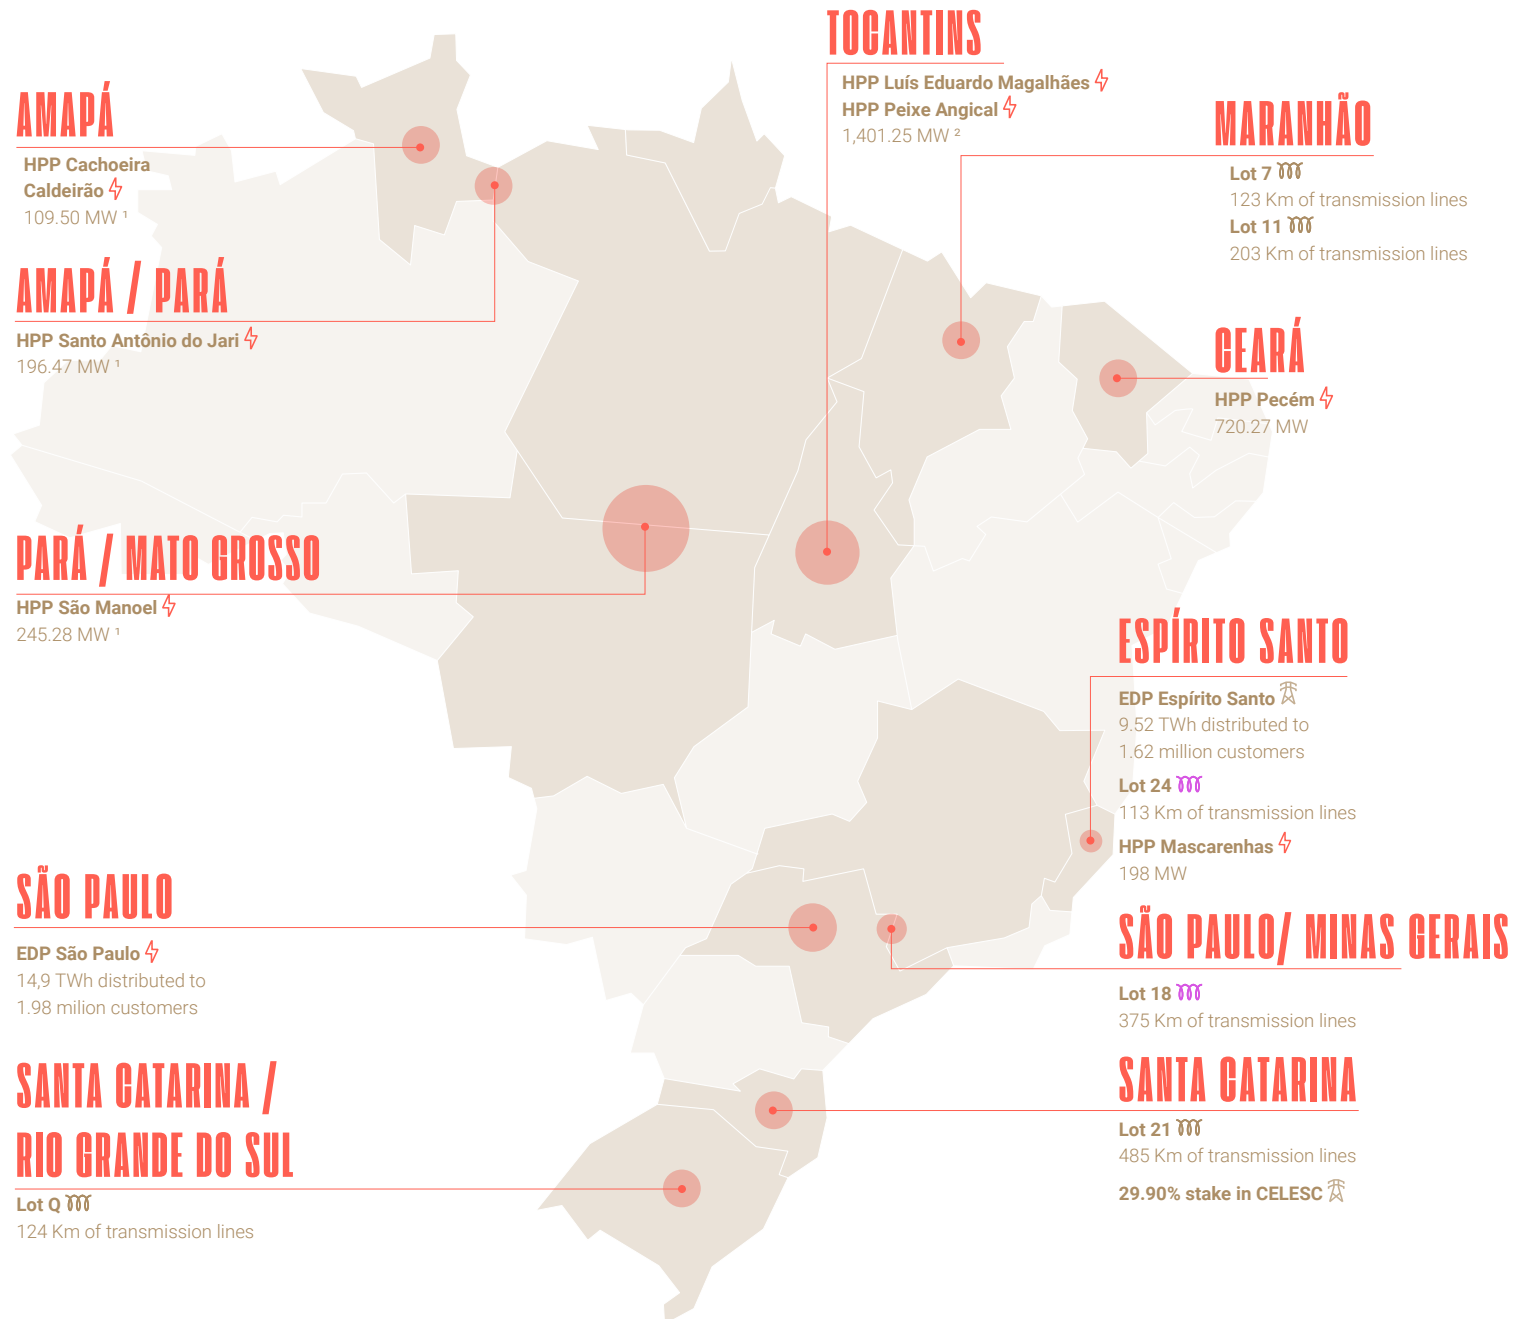 AMAPÁ
HPP Cachoeira
Caldeirão
109.50 MW ¹
AMAPÁ / PARÁ
HPP Santo Antônio do Jari
196.47 MW ¹
PARÁ / MATO GROSSO
HPP São Manoel
245.28 MW ¹
SÃO PAULO
EDP São Paulo
14,9 TWh distributed to
1.98 milion customers
SANTA CATARINA /
RIO GRANDE DO SUL
Lot Q
124 Km of transmission lines
TOCANTINS
HPP Luís Eduardo Magalhães
HPP Peixe Angical
1,401.25 MW ²
MARANHÃO
Lot 7
123 Km of transmission lines
Lot 11
203 Km of transmission lines
CEARÁ
HPP Pecém
720.27 MW
ESPÍRITO SANTO
EDP Espírito Santo
9.52 TWh distributed to
1.62 million customers
Lot 24
113 Km of transmission lines
HPP Mascarenhas
198 MW
SÃO PAULO/ MINAS GERAIS
Lot 18
375 Km of transmission lines
SANTA CATARINA
Lot 21
485 Km of transmission lines
29.90% stake in CELESC